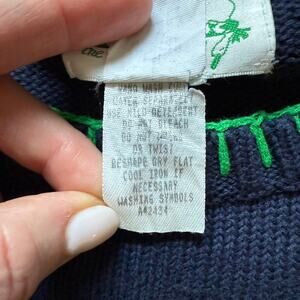 HAND WASH COLD
WATER SEPARATELY
USE MILD DETERGENT
DO NOT BLEACH
DO NOT
OR TWIST
RESHAPE DRY FLAT
COOL IRON IF
NECESSARY
WASHING SYMBOLS